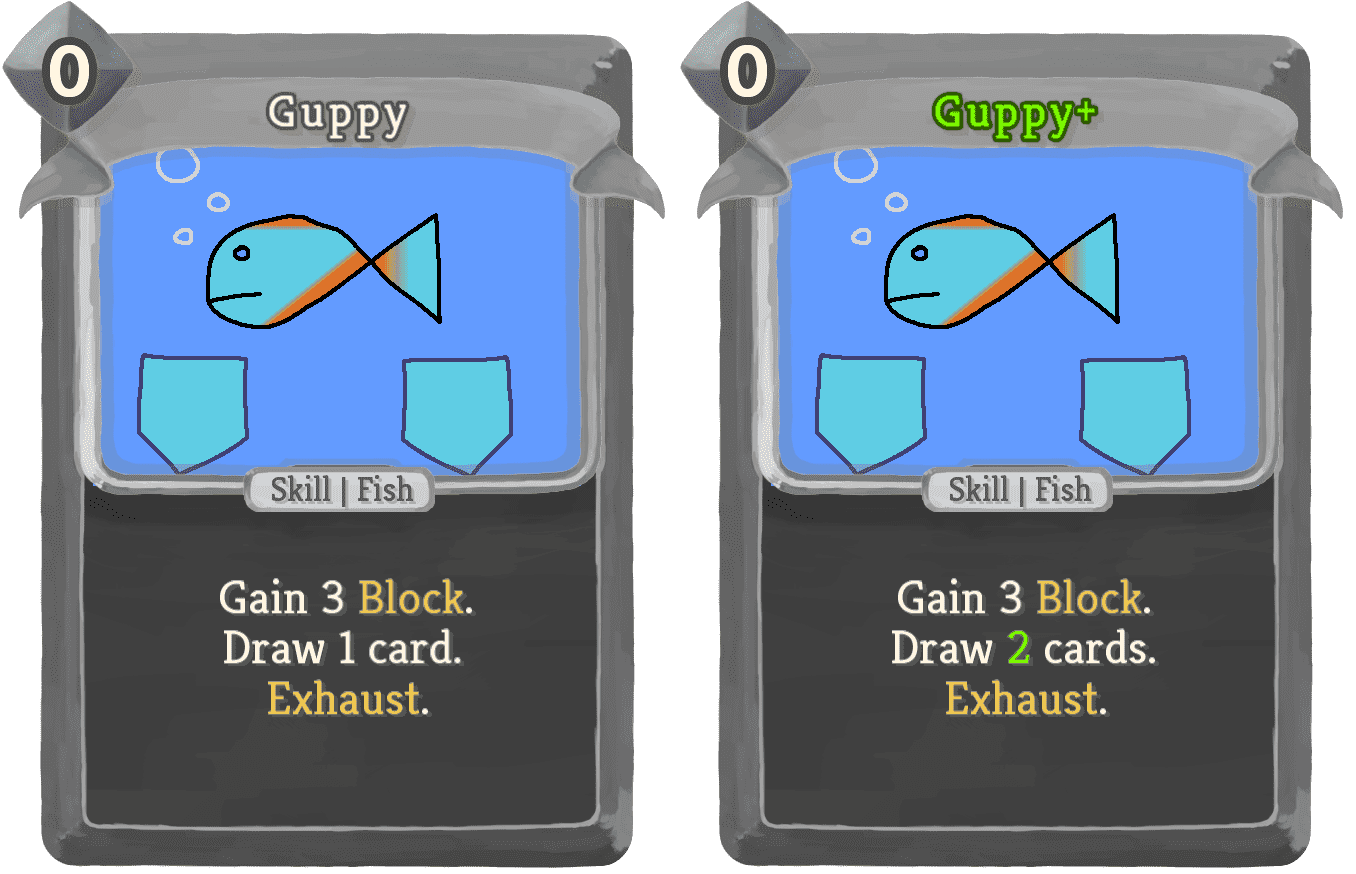 0
Guppy
Skill | Fish
Gain 3 Block.
Draw 1 card.
Exhaust.
0
Guppy+
Skill | Fish
Gain 3 Block.
Draw 2 cards.
Exhaust.